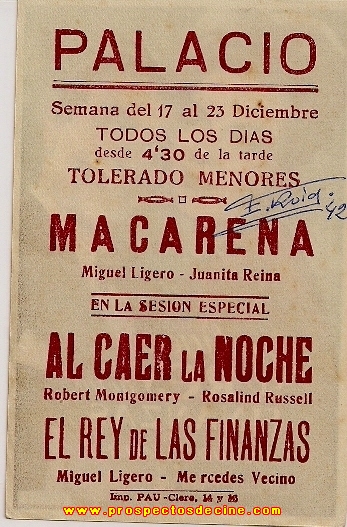 PALACIO
Semana del 17 al 23 Diciembre
TODOS LOS DIAS
desde 4'30 de la tarde
TOLERADO MENORES
42
MACARENA
Miguel Ligero - Juanita Reina
EN LA SESION ESPECIAL
AL CAER LA NOCHE
Robert Montgomery - Rosalind Russell
EL REY DE LAS FINANZAS
Miguel Ligero - Mercedes Vecino
Imp. PAU-Clero, 14 y 16
www.prospectosdecine.com